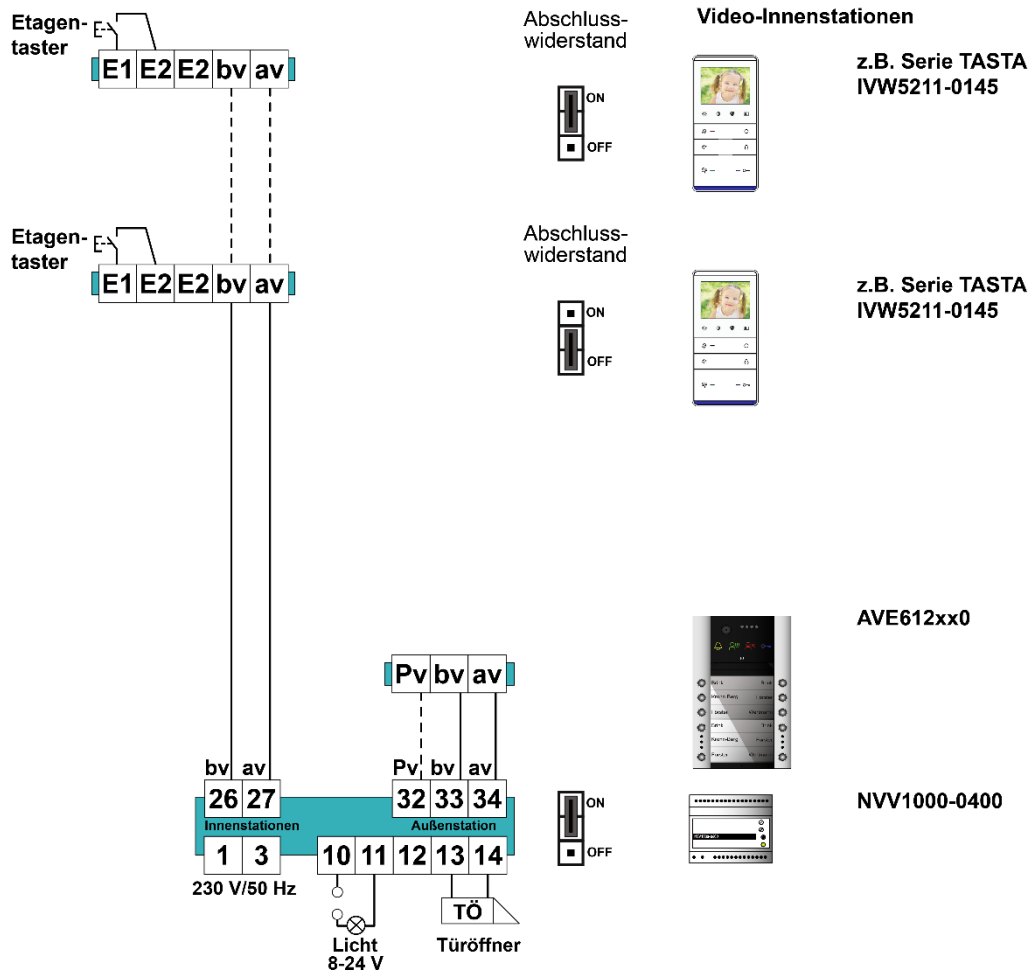 Etagen-
taster
E1 E2 E2 bv av
Abschluss-
widerstand
ON
OFF
Video-Innenstationen
z.B. Serie TASTA
IVW5211-0145
Etagen-
taster
E1 E2 E2 bv av
Abschluss-
widerstand
ON
OFF
z.B. Serie TASTA
IVW5211-0145
AVE612xx0
Pv bv av
bv av
Pv bv av
26 27
32 33 34
Innenstationen
Außenstation
1 3
10 11 12 13 14
230 V/50 Hz
ON
OFF
NVV1000-0400
TÖ
Licht
8-24 V
Türöffner